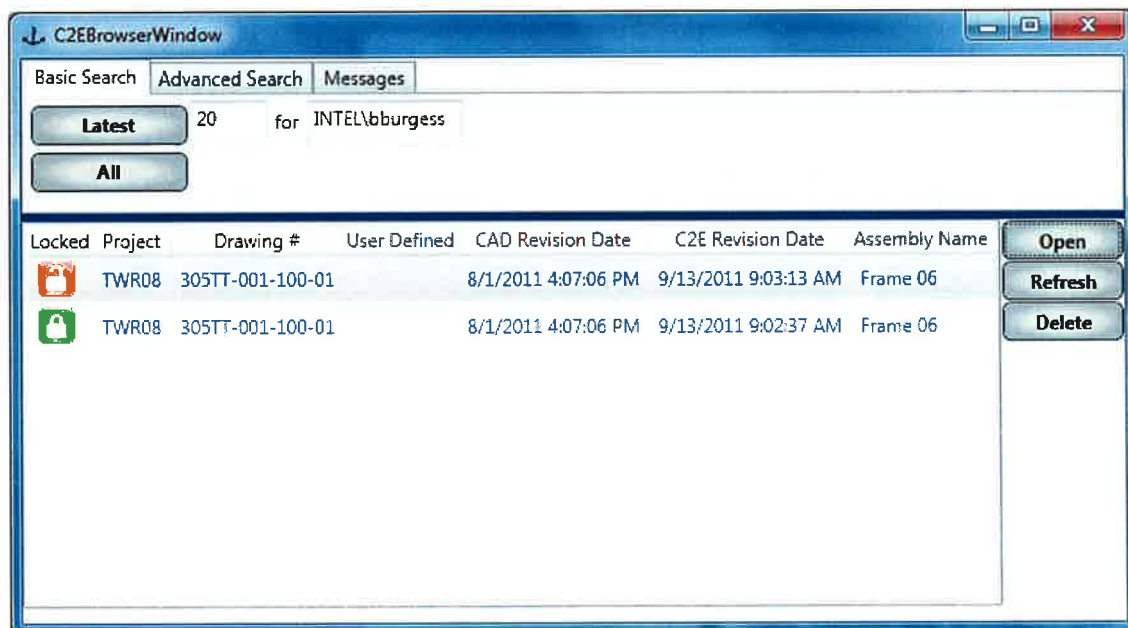 C2EBrowserWindow
Basic Search Advanced Search Messages
Latest 20 for INTEL\bburgess
All
Locked Project Drawing # User Defined CAD Revision Date C2E Revision Date Assembly Name Open
TWR08 305TT-001-100-01 8/1/2011 4:07:06 PM 9/13/2011 9:03:13 AM Frame 06 Refresh
TWR08 305TT-001-100-01 8/1/2011 4:07:06 PM 9/13/2011 9:02:37 AM Frame 06 Delete